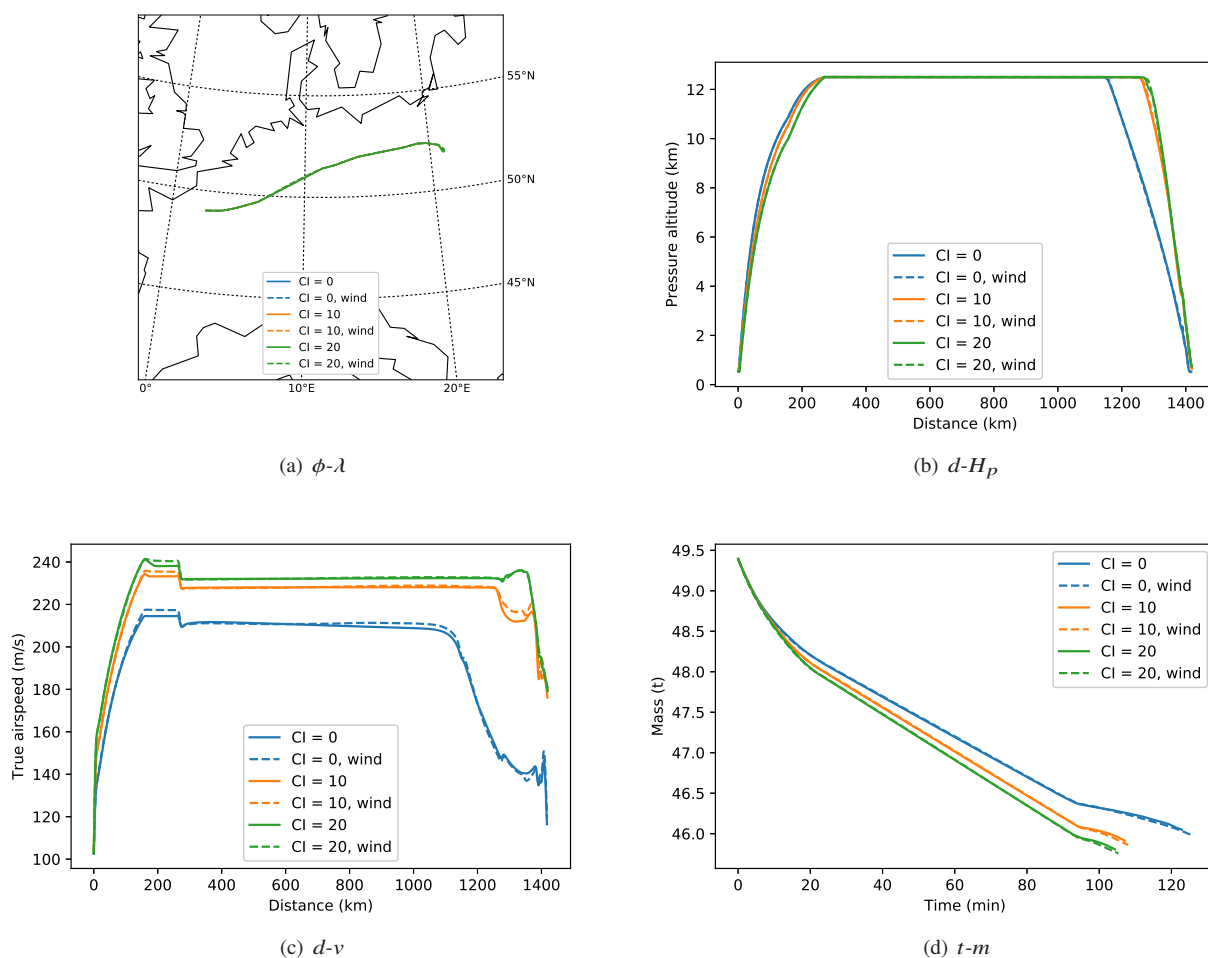 55°N
50°N
45°N
CI = 0
CI = 0, wind
CI = 10
CI = 10, wind
CI = 20
CI = 20, wind
0° 10°E 20°E
(a) ϕ-λ
Pressure altitude (km)
12
10
8
6
4
2
0
CI = 0
CI = 0, wind
CI = 10
CI = 10, wind
CI = 20
CI = 20, wind
0 200 400 600 800 1000 1200 1400
Distance (km)
(b) d-Hp
True airspeed (m/s)
240
220
200
180
160
140
120
100
CI = 0
CI = 0, wind
CI = 10
CI = 10, wind
CI = 20
CI = 20, wind
0 200 400 600 800 1000 1200 1400
Distance (km)
(c) d-v
Mass (t)
49.5
49.0
48.5
48.0
47.5
47.0
46.5
46.0
CI = 0
CI = 0, wind
CI = 10
CI = 10, wind
CI = 20
CI = 20, wind
0 20 40 60 80 100 120
Time (min)
(d) t-m